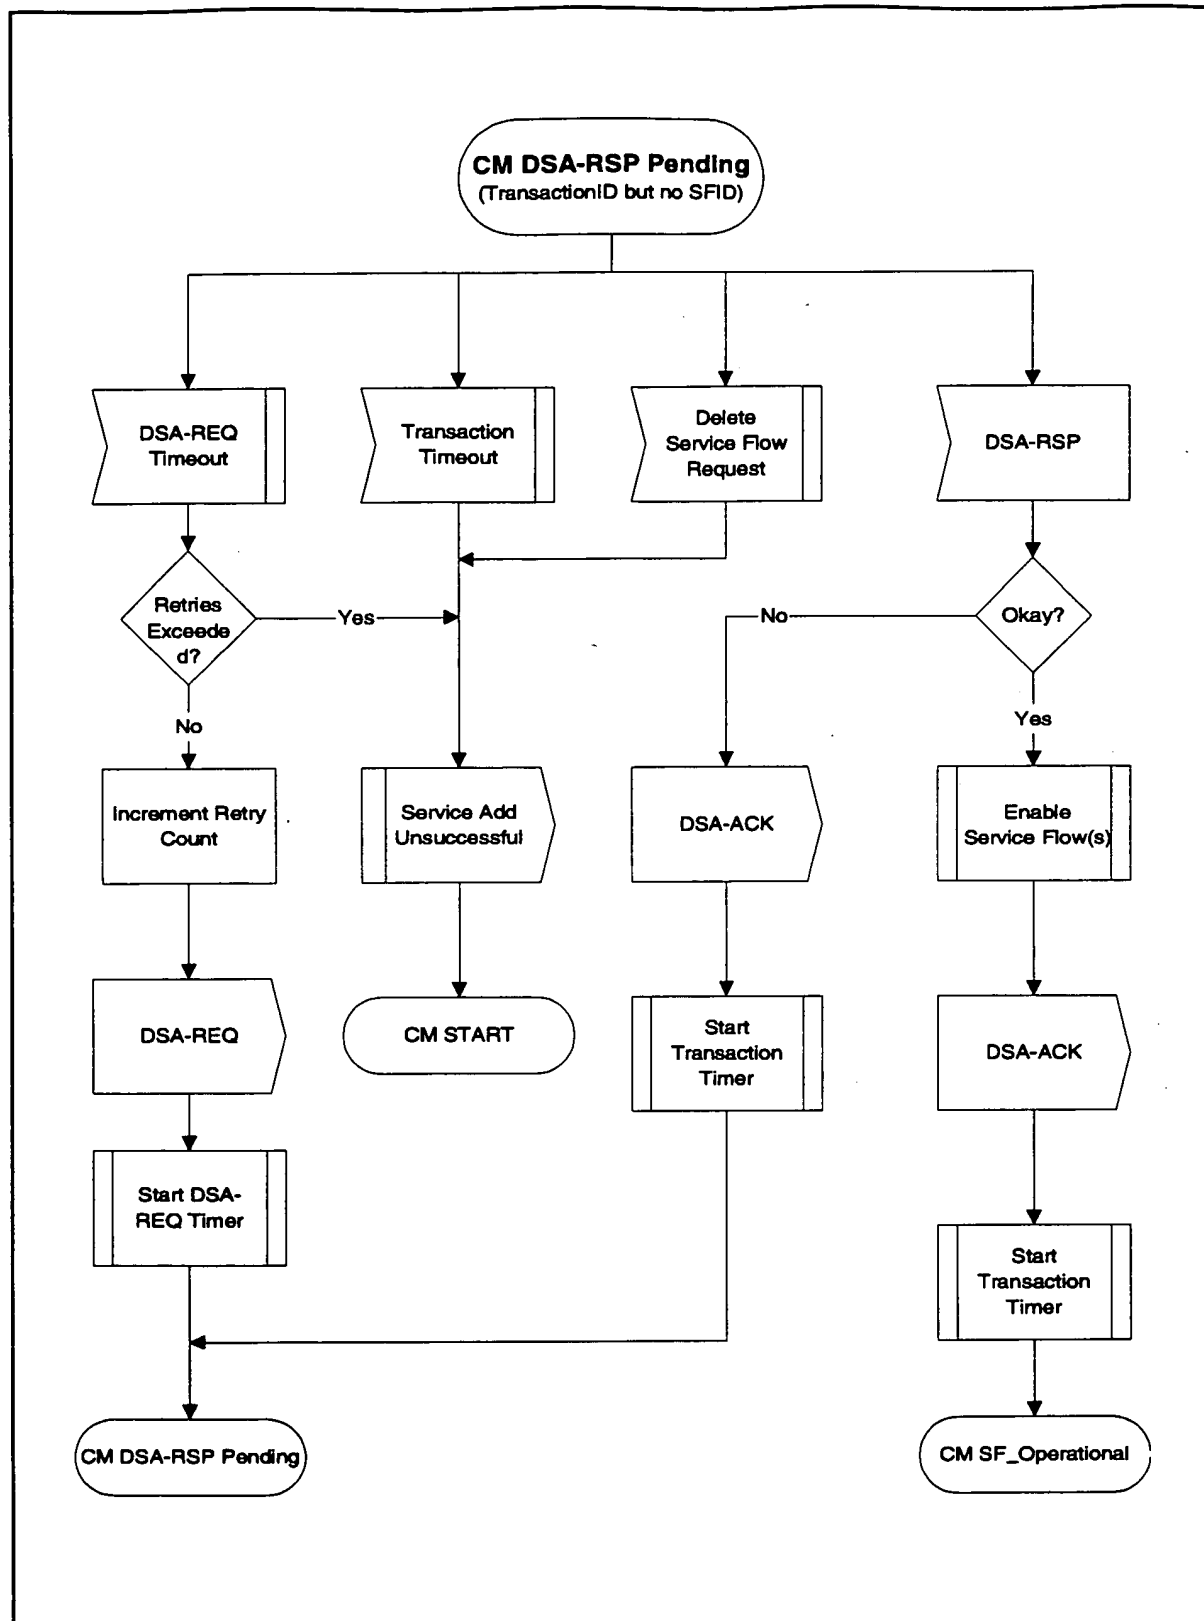 CM DSA-RSP Pending
(TransactionID but no SFID)
DSA-REQ
Timeout
Transaction
Timeout
Delete
Service Flow
Request
DSA-RSP
Retries
Exceede
d?
Yes
No
Okay?
No
Yes
Increment Retry
Count
Service Add
Unsuccessful
DSA-ACK
Enable
Service Flow(s)
DSA-REQ
CM START
Start
Transaction
Timer
DSA-ACK
Start DSA-
REQ Timer
Start
Transaction
Timer
CM DSA-RSP Pending
CM SF_Operational